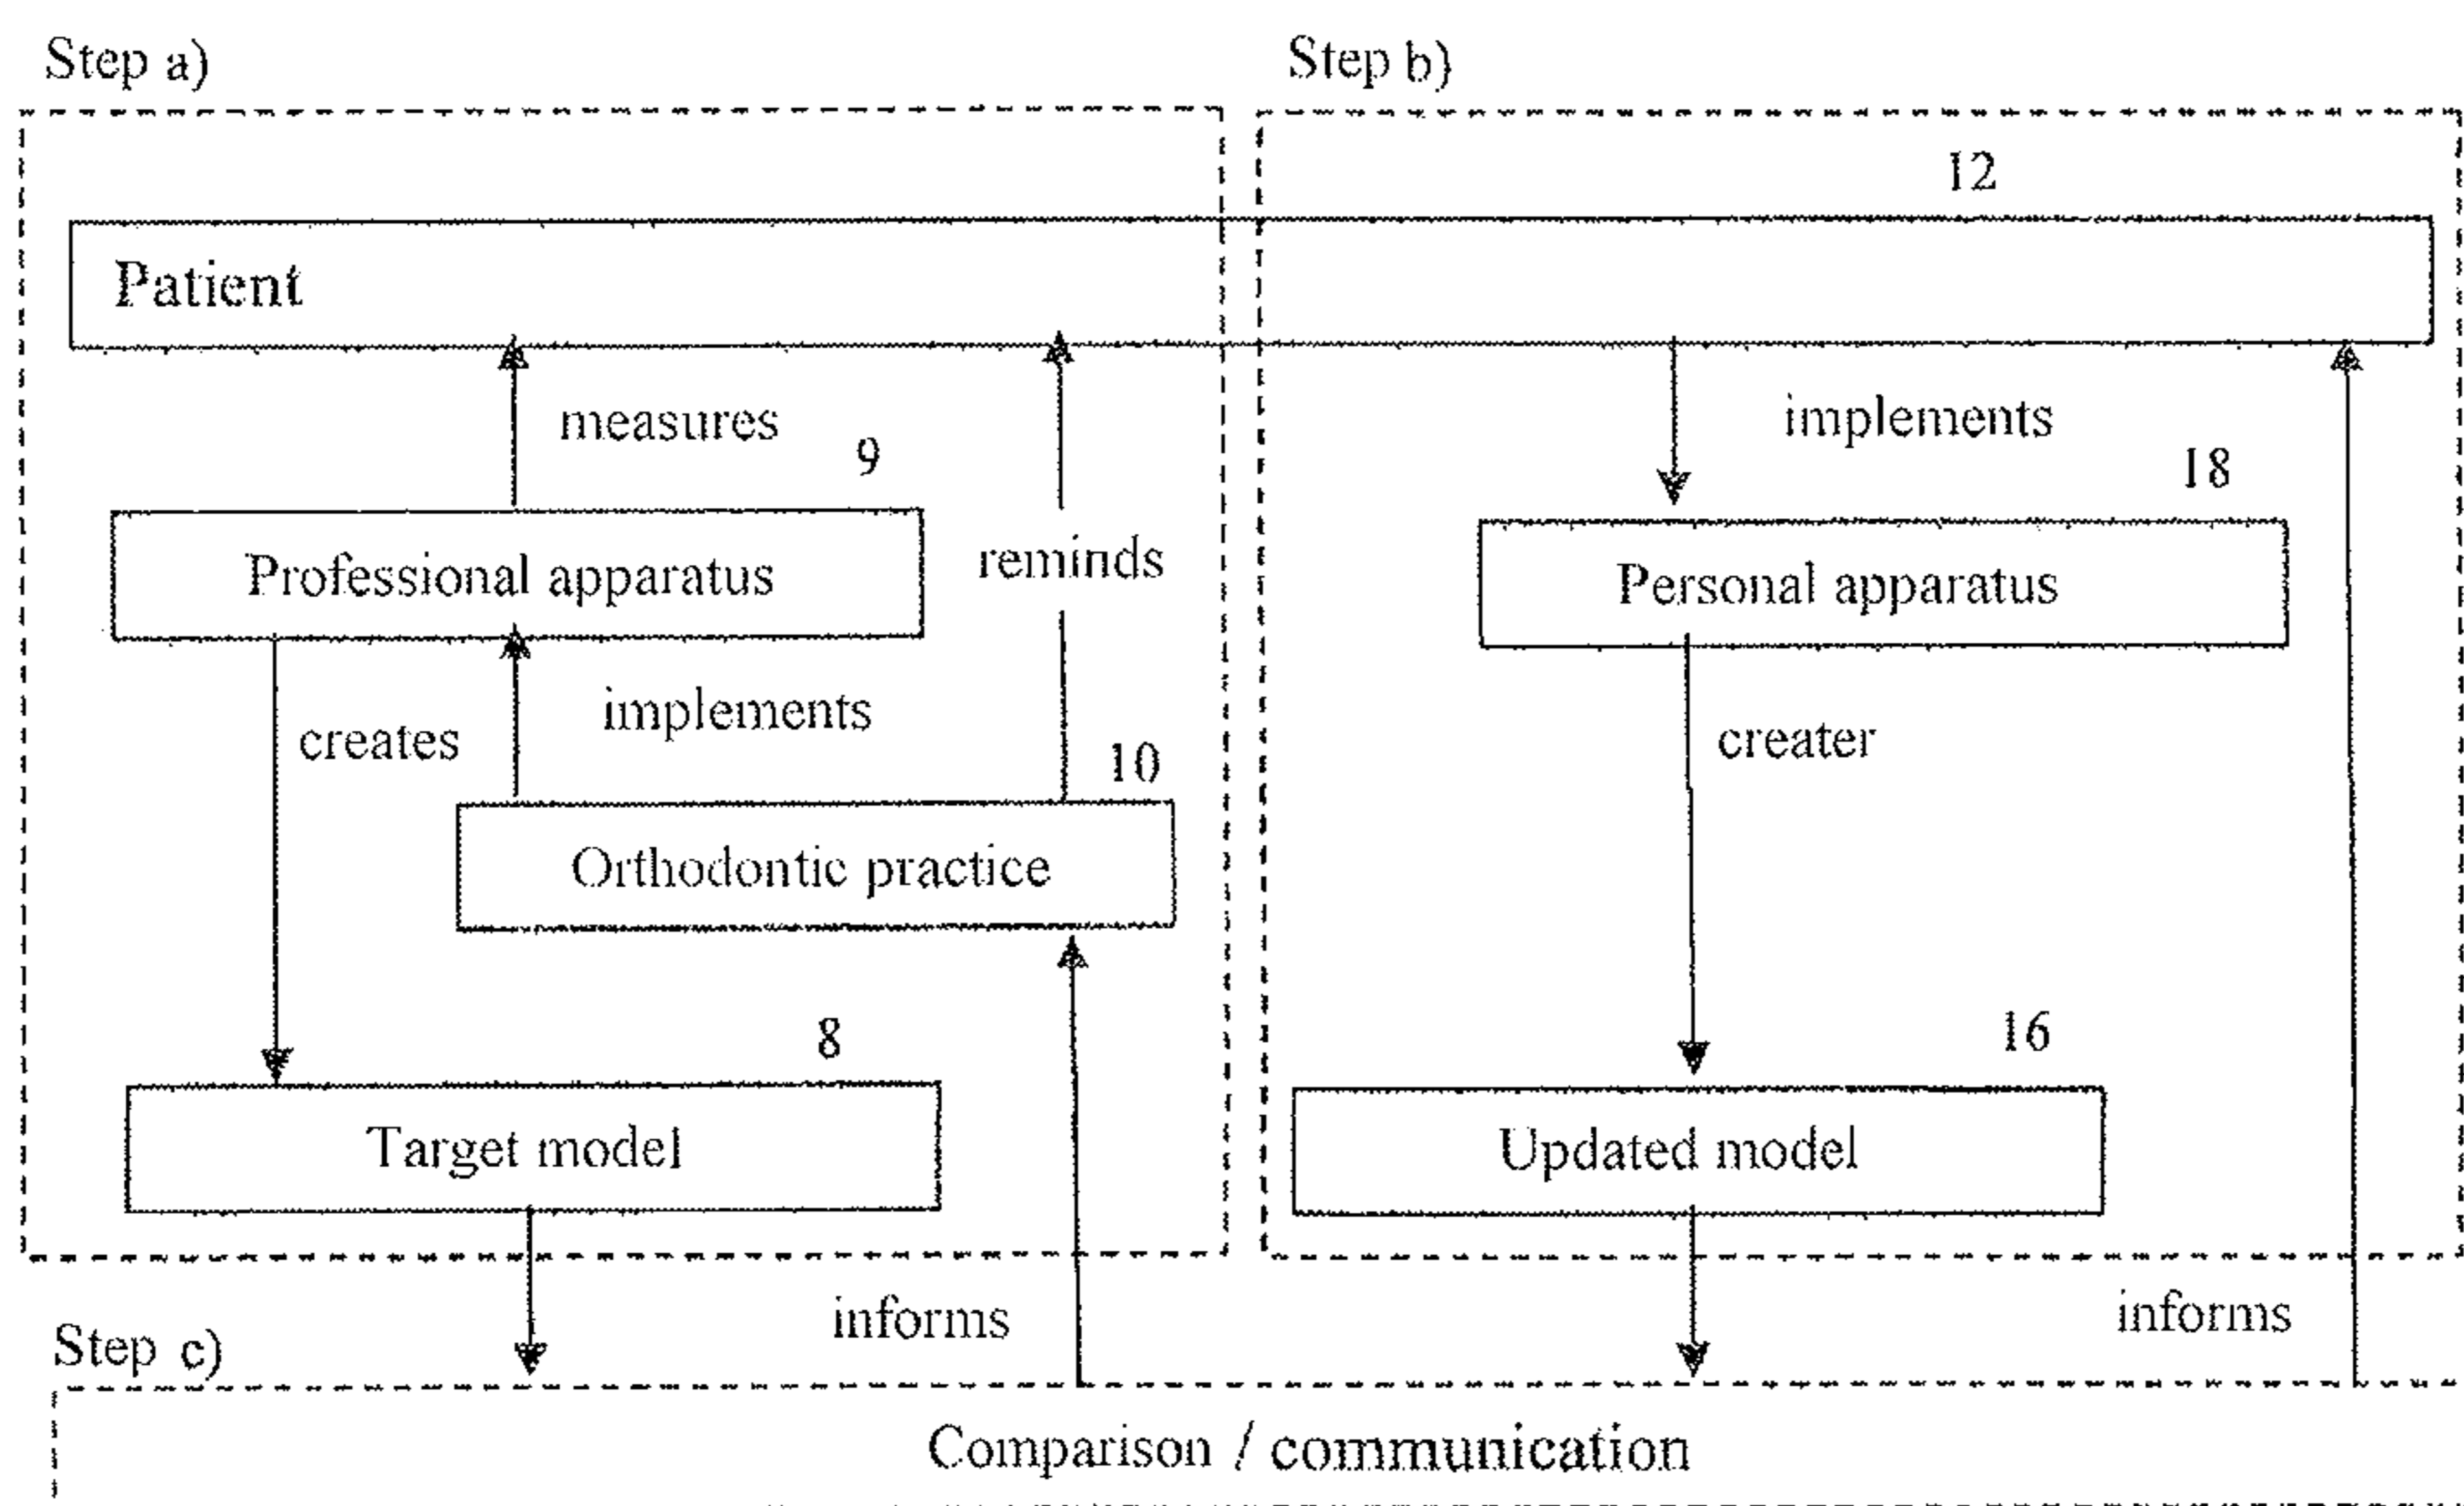 Step a)
Step b)
12
Patient
measures
implements
9
18
Professional apparatus
reminds
Personal apparatus
implements
creates
creater
10
Orthodontic practice
8
16
Target model
Updated model
informs
informs
Step c)
Comparison / communication